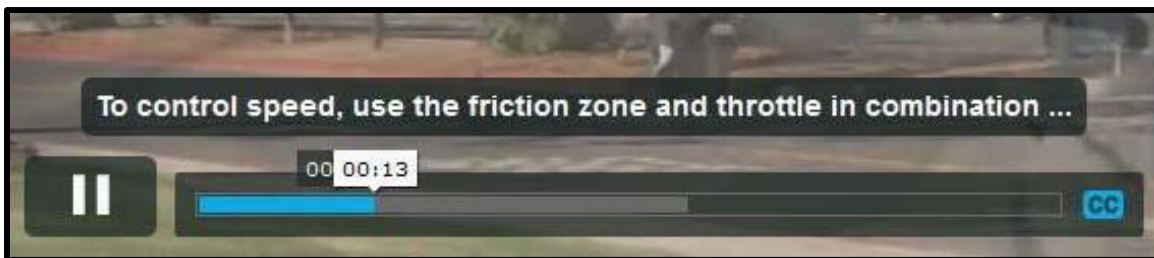 To control speed, use the friction zone and throttle in combination ...
00 00:13
CC